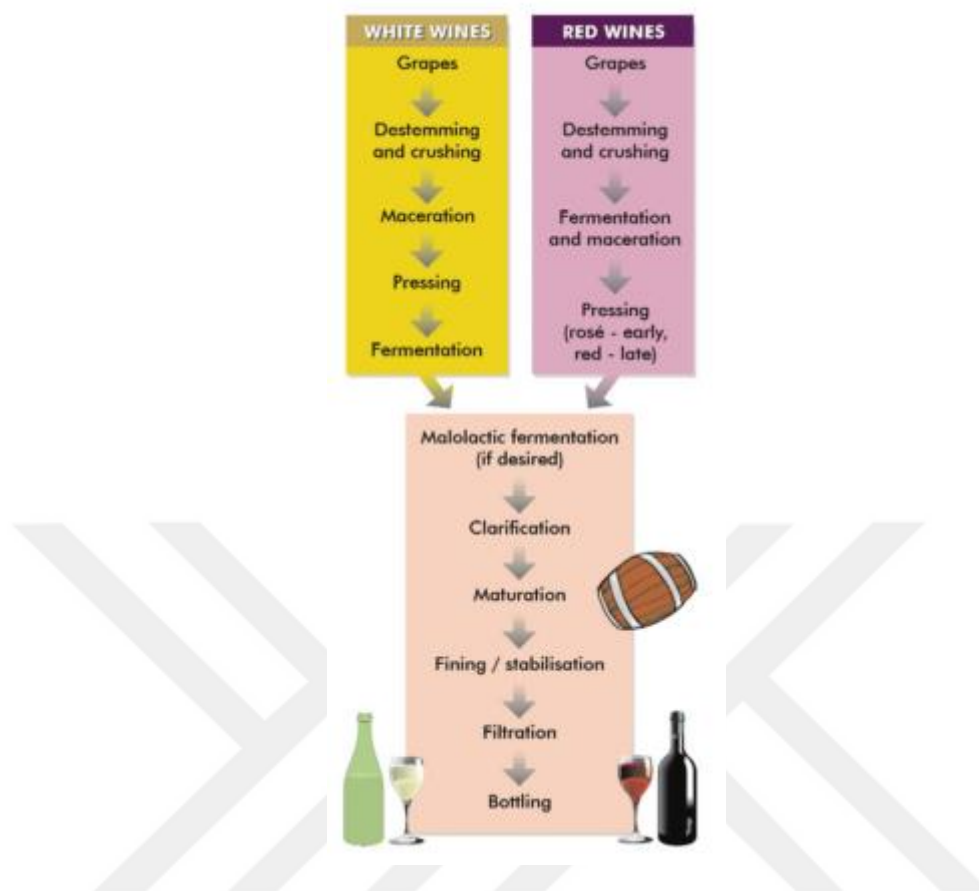 WHITE WINES
Grapes
Destemming
and crushing
Maceration
Pressing
Fermentation
RED WINES
Grapes
Destemming
and crushing
Fermentation
and maceration
Pressing
(rosé - early,
red - late)
Malolactic fermentation
(if desired)
Clarification
Maturation
Fining / stabilisation
Filtration
Bottling